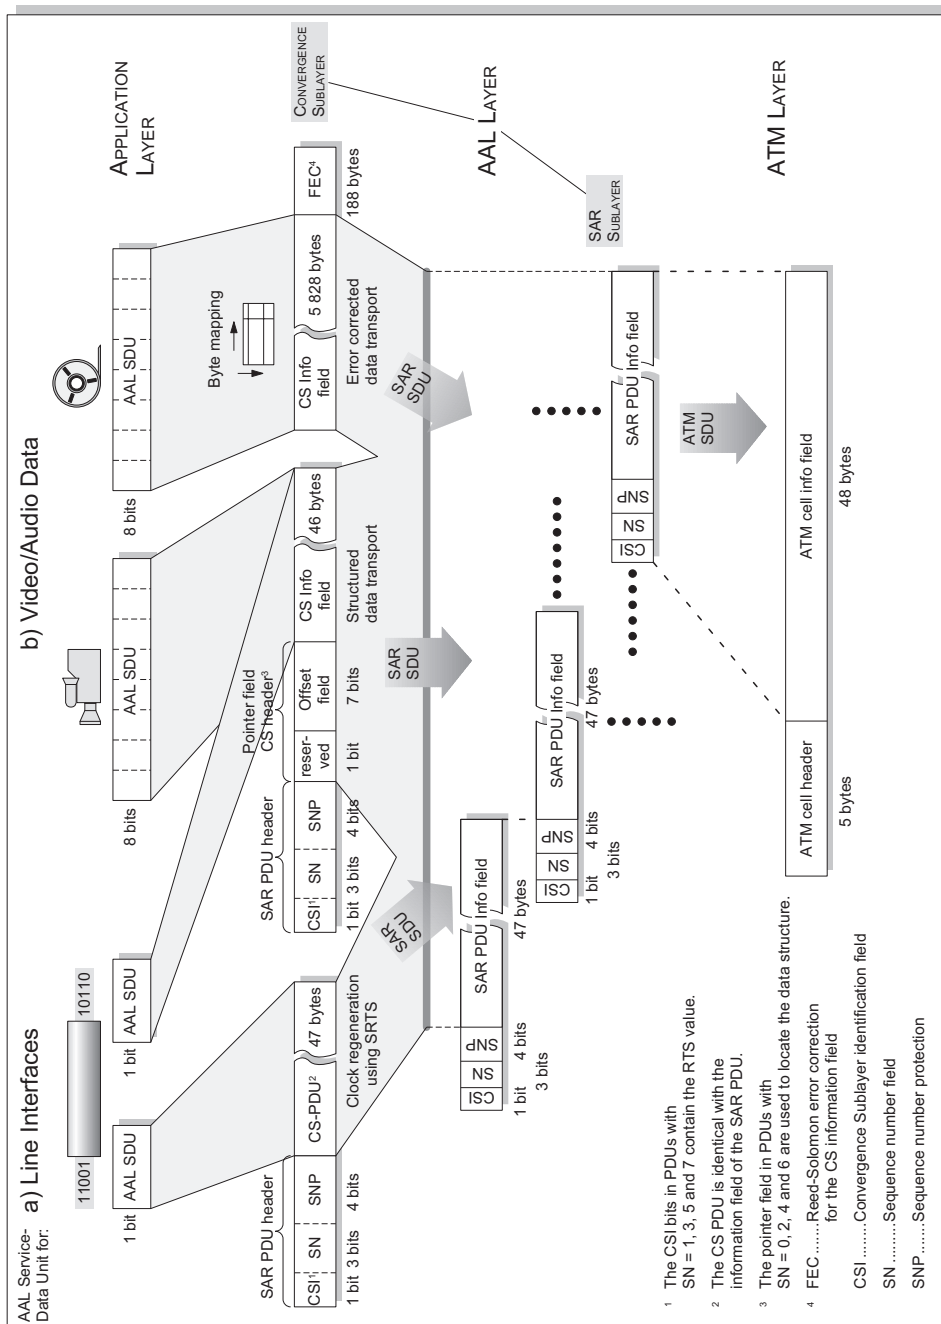 AAL Service-
Data Unit for:
a) Line Interfaces
b) Video/Audio Data
APPLICATION
LAYER
11001
10110
AAL SDU
1 bit
AAL SDU
1 bit
AAL SDU
8 bits
AAL SDU
8 bits
Byte mapping
CONVERGENCE
SUBLAYER
SAR PDU header
CSI¹
SN
SNP
CS-PDU²
47 bytes
1 bit
3 bits
4 bits
Clock regeneration
using SRTS
SAR PDU header
Pointer field
CS header³
CSI¹
SN
SNP
reser-
ved
Offset
field
CS Info
field
46 bytes
1 bit
3 bits
4 bits
1 bit
7 bits
Structured
data transport
CS Info
field
5 828 bytes
FEC⁴
188 bytes
Error corrected
data transport
SAR
SDU
SAR
SDU
SAR
SDU
AAL LAYER
SAR
SUBLAYER
CSI
SN
SNP
SAR PDU Info field
1 bit
4 bits
47 bytes
3 bits
CSI
SN
SNP
SAR PDU Info field
1 bit
4 bits
47 bytes
3 bits
CSI
SN
SNP
SAR PDU Info field
ATM
SDU
ATM LAYER
ATM cell header
ATM cell info field
5 bytes
48 bytes
¹ The CSI bits in PDUs with
SN = 1, 3, 5 and 7 contain the RTS value.
² The CS PDU is identical with the
information field of the SAR PDU.
³ The pointer field in PDUs with
SN = 0, 2, 4 and 6 are used to locate the data structure.
⁴ FEC ......Reed-Solomon error correction
for the CS information field
CSI ........Convergence Sublayer identification field
SN .........Sequence number field
SNP ......Sequence number protection